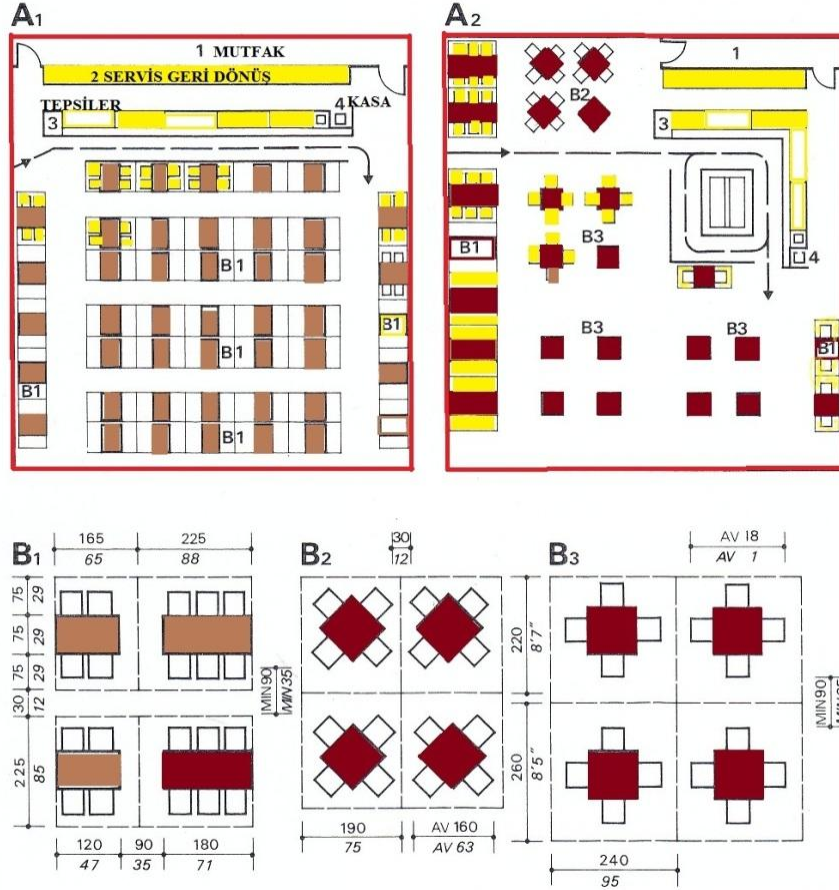 A1
1 MUTFAK
2 SERVİS GERİ DÖNÜŞ
TEPSİLER
3
4 KASA
B1
B1
B1
B1
B1
A2
1
B2
3
B1
B3
4
B3
B3
B1
B1
165
65
225
88
75
29
75
29
75
29
30
12
225
85
MIN90
MIN35
120
47
90
35
180
71
B2
30
12
190
75
AV 160
AV 63
B3
AV 18
AV 1
220
8'7"
260
8'5"
MIN90
240
95